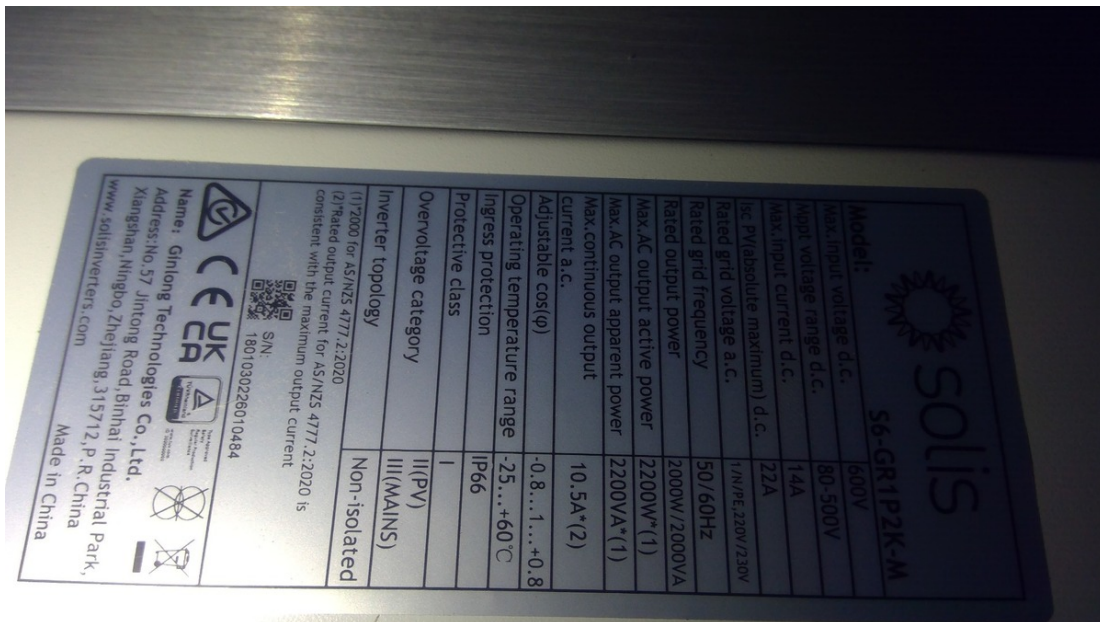 solis
Model: S6-GR1P2K-M
Max.input voltage d.c. 600V
Mppt voltage range d.c. 80-500V
Max.input current d.c. 14A
Isc PV(absolute maximum) d.c. 22A
Rated grid voltage a.c. 1/N/PE,220V/230V
Rated grid frequency 50/60Hz
Rated output power 2000W/2000VA
Max.AC output active power 2200W*(1)
Max.AC output apparent power 2200VA*(1)
Max.continuous output
current a.c. 10.5A*(2)
Adjustable cos(φ) -0.8...1...+0.8
Operating temperature range -25...+60℃
Ingress protection IP66
Protective class I
Overvoltage category II(PV)
III(MAINS)
Inverter topology Non-isolated
(1)*2000 for AS/NZS 4777.2:2020
(2)*Rated output current for AS/NZS 4777.2:2020 is
consistent with the maximum output current
S/N:
1801030226010484
CE UK
CA
Name: Ginlong Technologies Co.,Ltd.
Address:No.57 Jintong Road,Binhai Industrial Park,
Xiangshan,Ningbo,Zhejiang,315712,P.R.China
www.solisinverters.com
Made in China